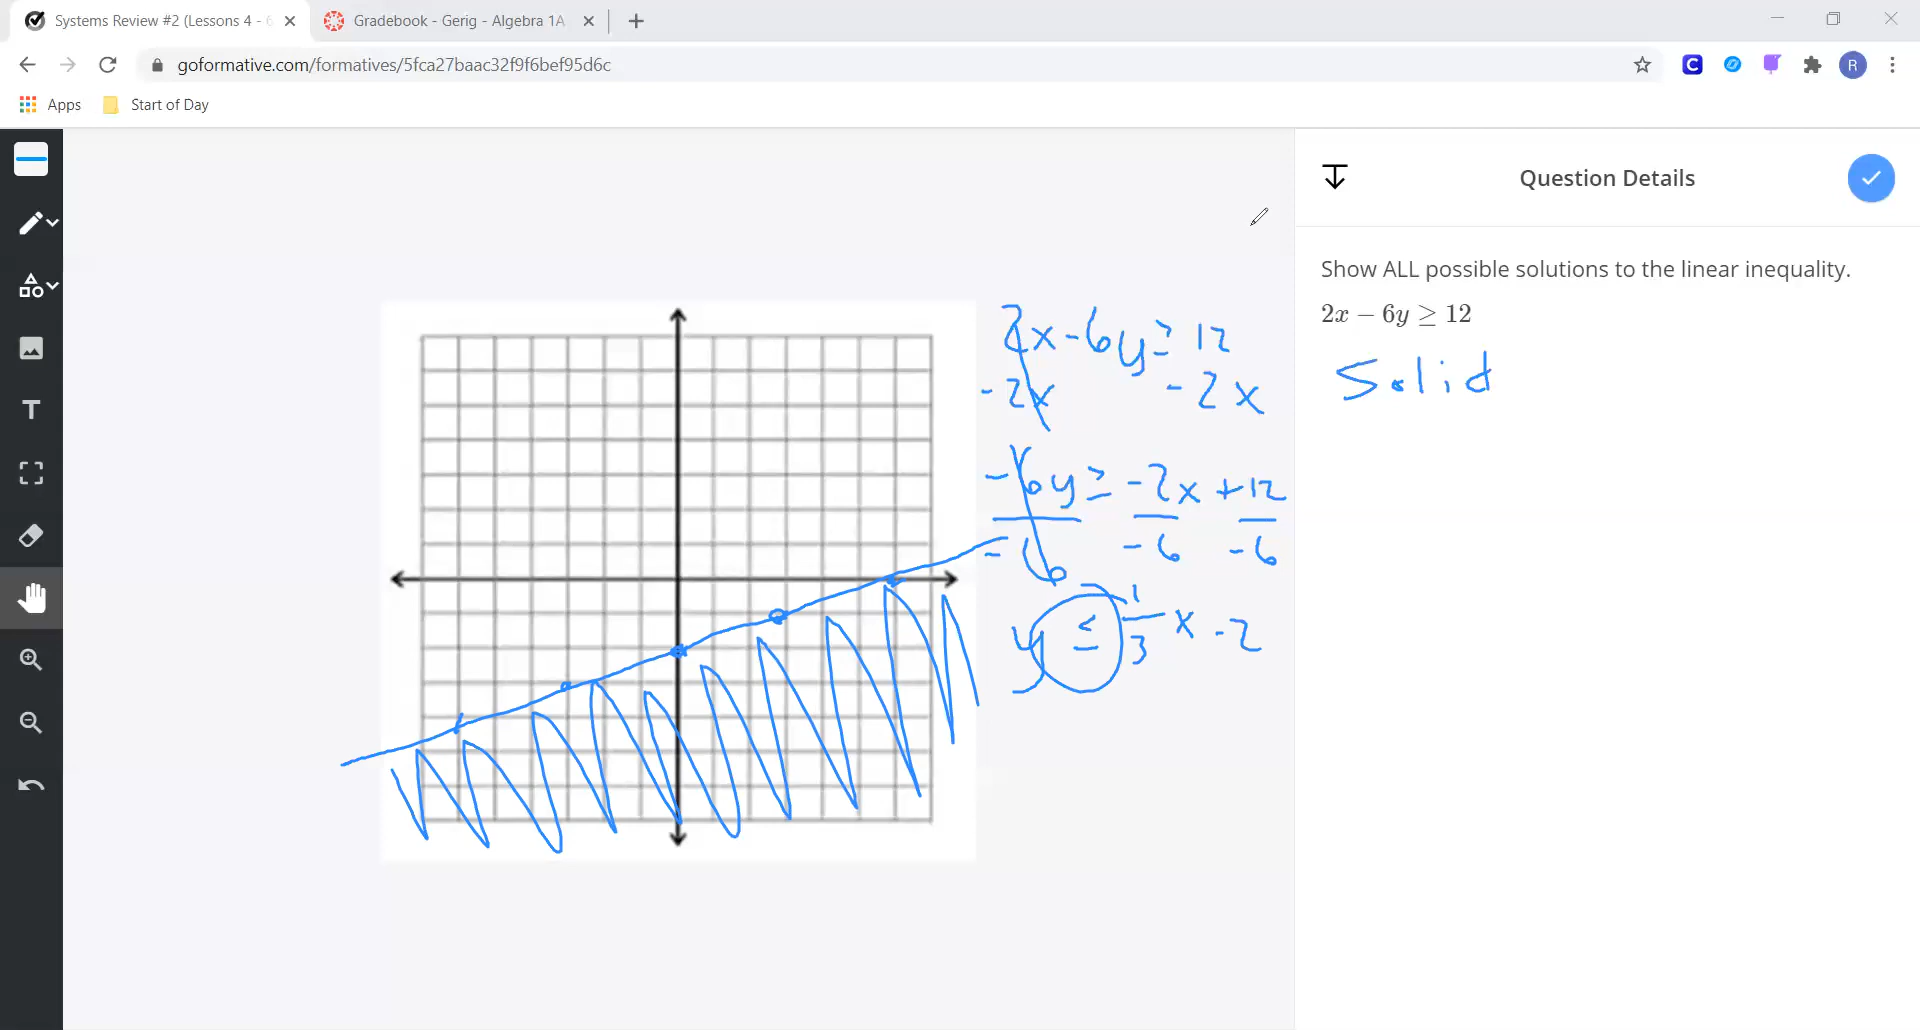 Systems Review #2 (Lessons 4 - 6
Gradebook - Gerig - Algebra 1A
goformative.com/formatives/5fca27baac32f9f6bef95d6c
C
R
Apps
Start of Day
T
Question Details
Show ALL possible solutions to the linear inequality.
2x − 6y ≥ 12
Solid
2x-6y≥12
-2x -2x
-6y≥-2x+12
-6 -6 -6
y ≤ 1/3 x -2